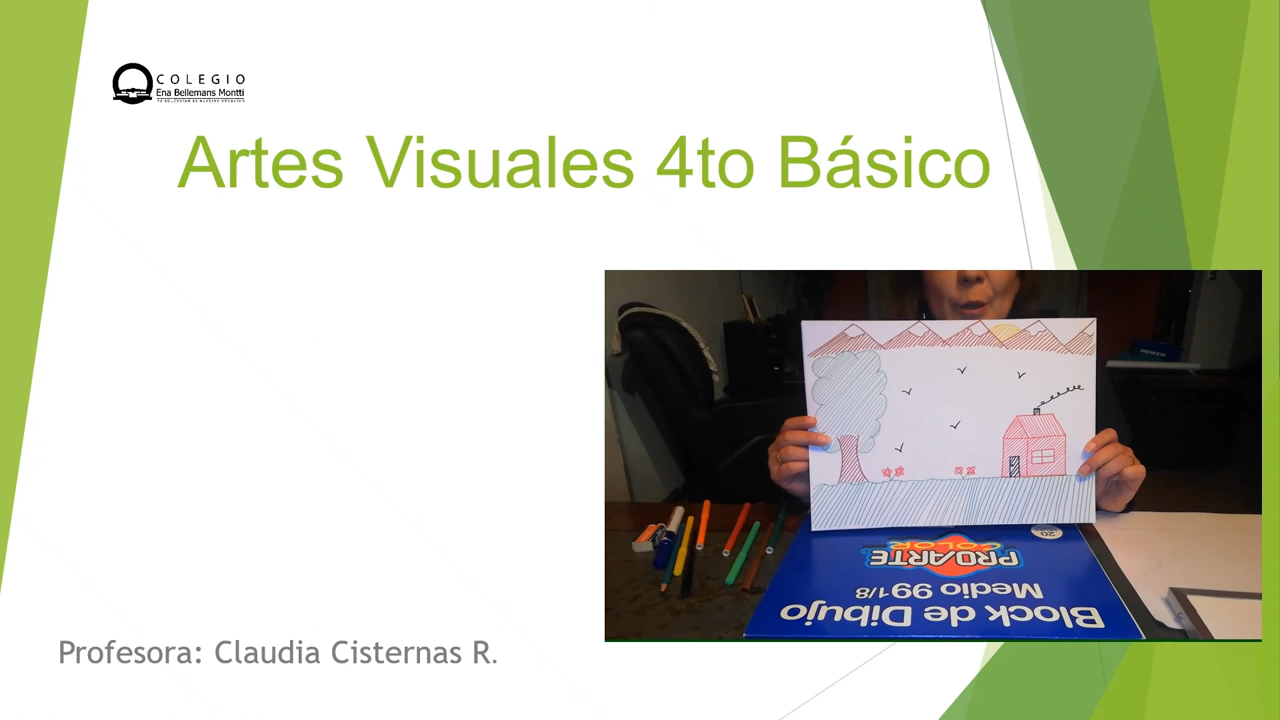 COLEGIO
Ena Bellemans Montti
Artes Visuales 4to Básico
PROARTE
COLOR
20
Medio 99 1/8
Block de Dibujo
Profesora: Claudia Cisternas R.